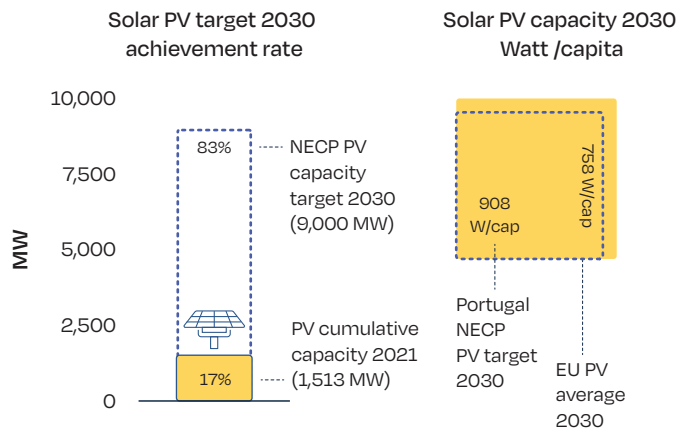 Solar PV target 2030
achievement rate
10,000
7,500
5,000
2,500
0
MW
83%
17%
NECP PV
capacity
target 2030
(9,000 MW)
PV cumulative
capacity 2021
(1,513 MW)
Solar PV capacity 2030
Watt /capita
908
W/cap
758 W/cap
Portugal
NECP
PV target
2030
EU PV
average
2030